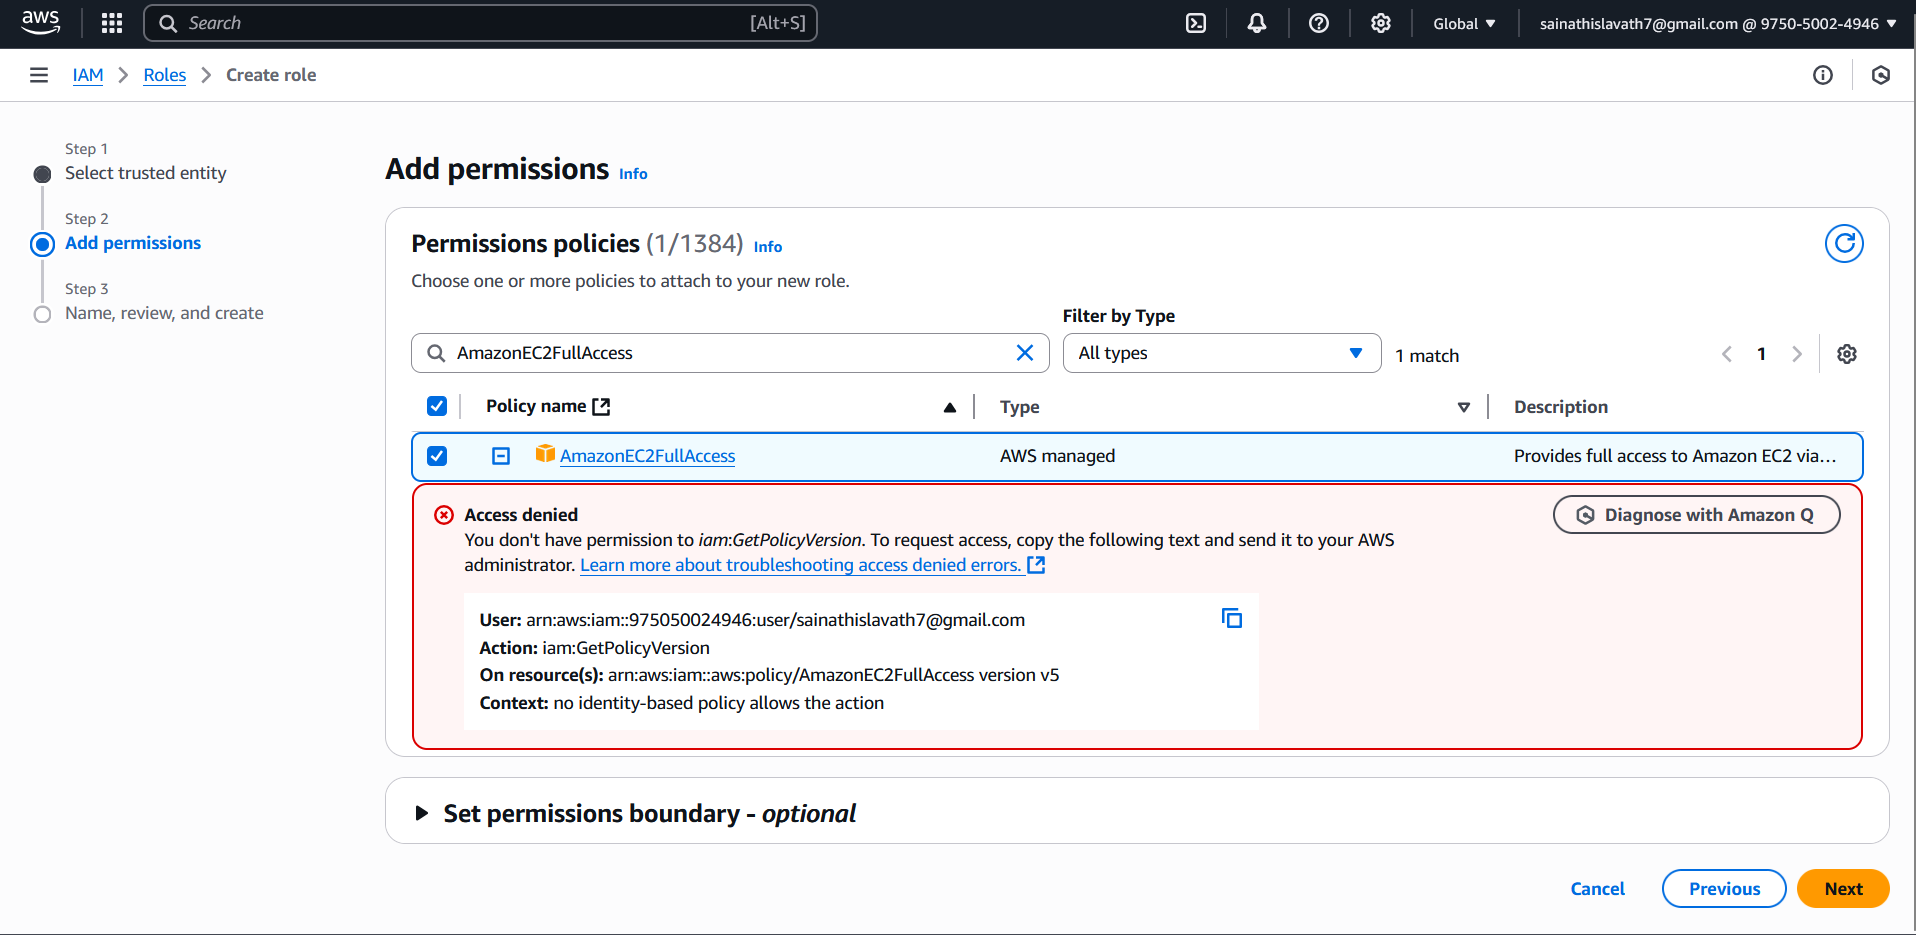 aws
Search
[Alt+S]
Global
sainathislavath7@gmail.com @ 9750-5002-4946
IAM
Roles
Create role
Step 1
Select trusted entity
Step 2
Add permissions
Step 3
Name, review, and create
Add permissions
Info
Permissions policies (1/1384) Info
Choose one or more policies to attach to your new role.
Filter by Type
AmazonEC2FullAccess
All types
1 match
1
Policy name
Type
Description
AmazonEC2FullAccess
AWS managed
Provides full access to Amazon EC2 via…
Access denied
Diagnose with Amazon Q
You don't have permission to iam:GetPolicyVersion. To request access, copy the following text and send it to your AWS
administrator. Learn more about troubleshooting access denied errors.
User: arn:aws:iam::975050024946:user/sainathislavath7@gmail.com
Action: iam:GetPolicyVersion
On resource(s): arn:aws:iam::aws:policy/AmazonEC2FullAccess version v5
Context: no identity-based policy allows the action
Set permissions boundary - optional
Cancel
Previous
Next